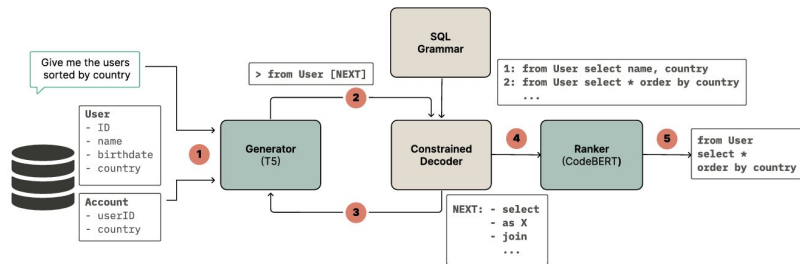 Give me the users
sorted by country
User
- ID
- name
- birthdate
- country
Account
- userID
- country
1
Generator
(T5)
> from User [NEXT]
2
SQL
Grammar
Constrained
Decoder
3
NEXT: - select
- as X
- join
...
1: from User select name, country
2: from User select * order by country
...
4
Ranker
(CodeBERT)
5
from User
select *
order by country